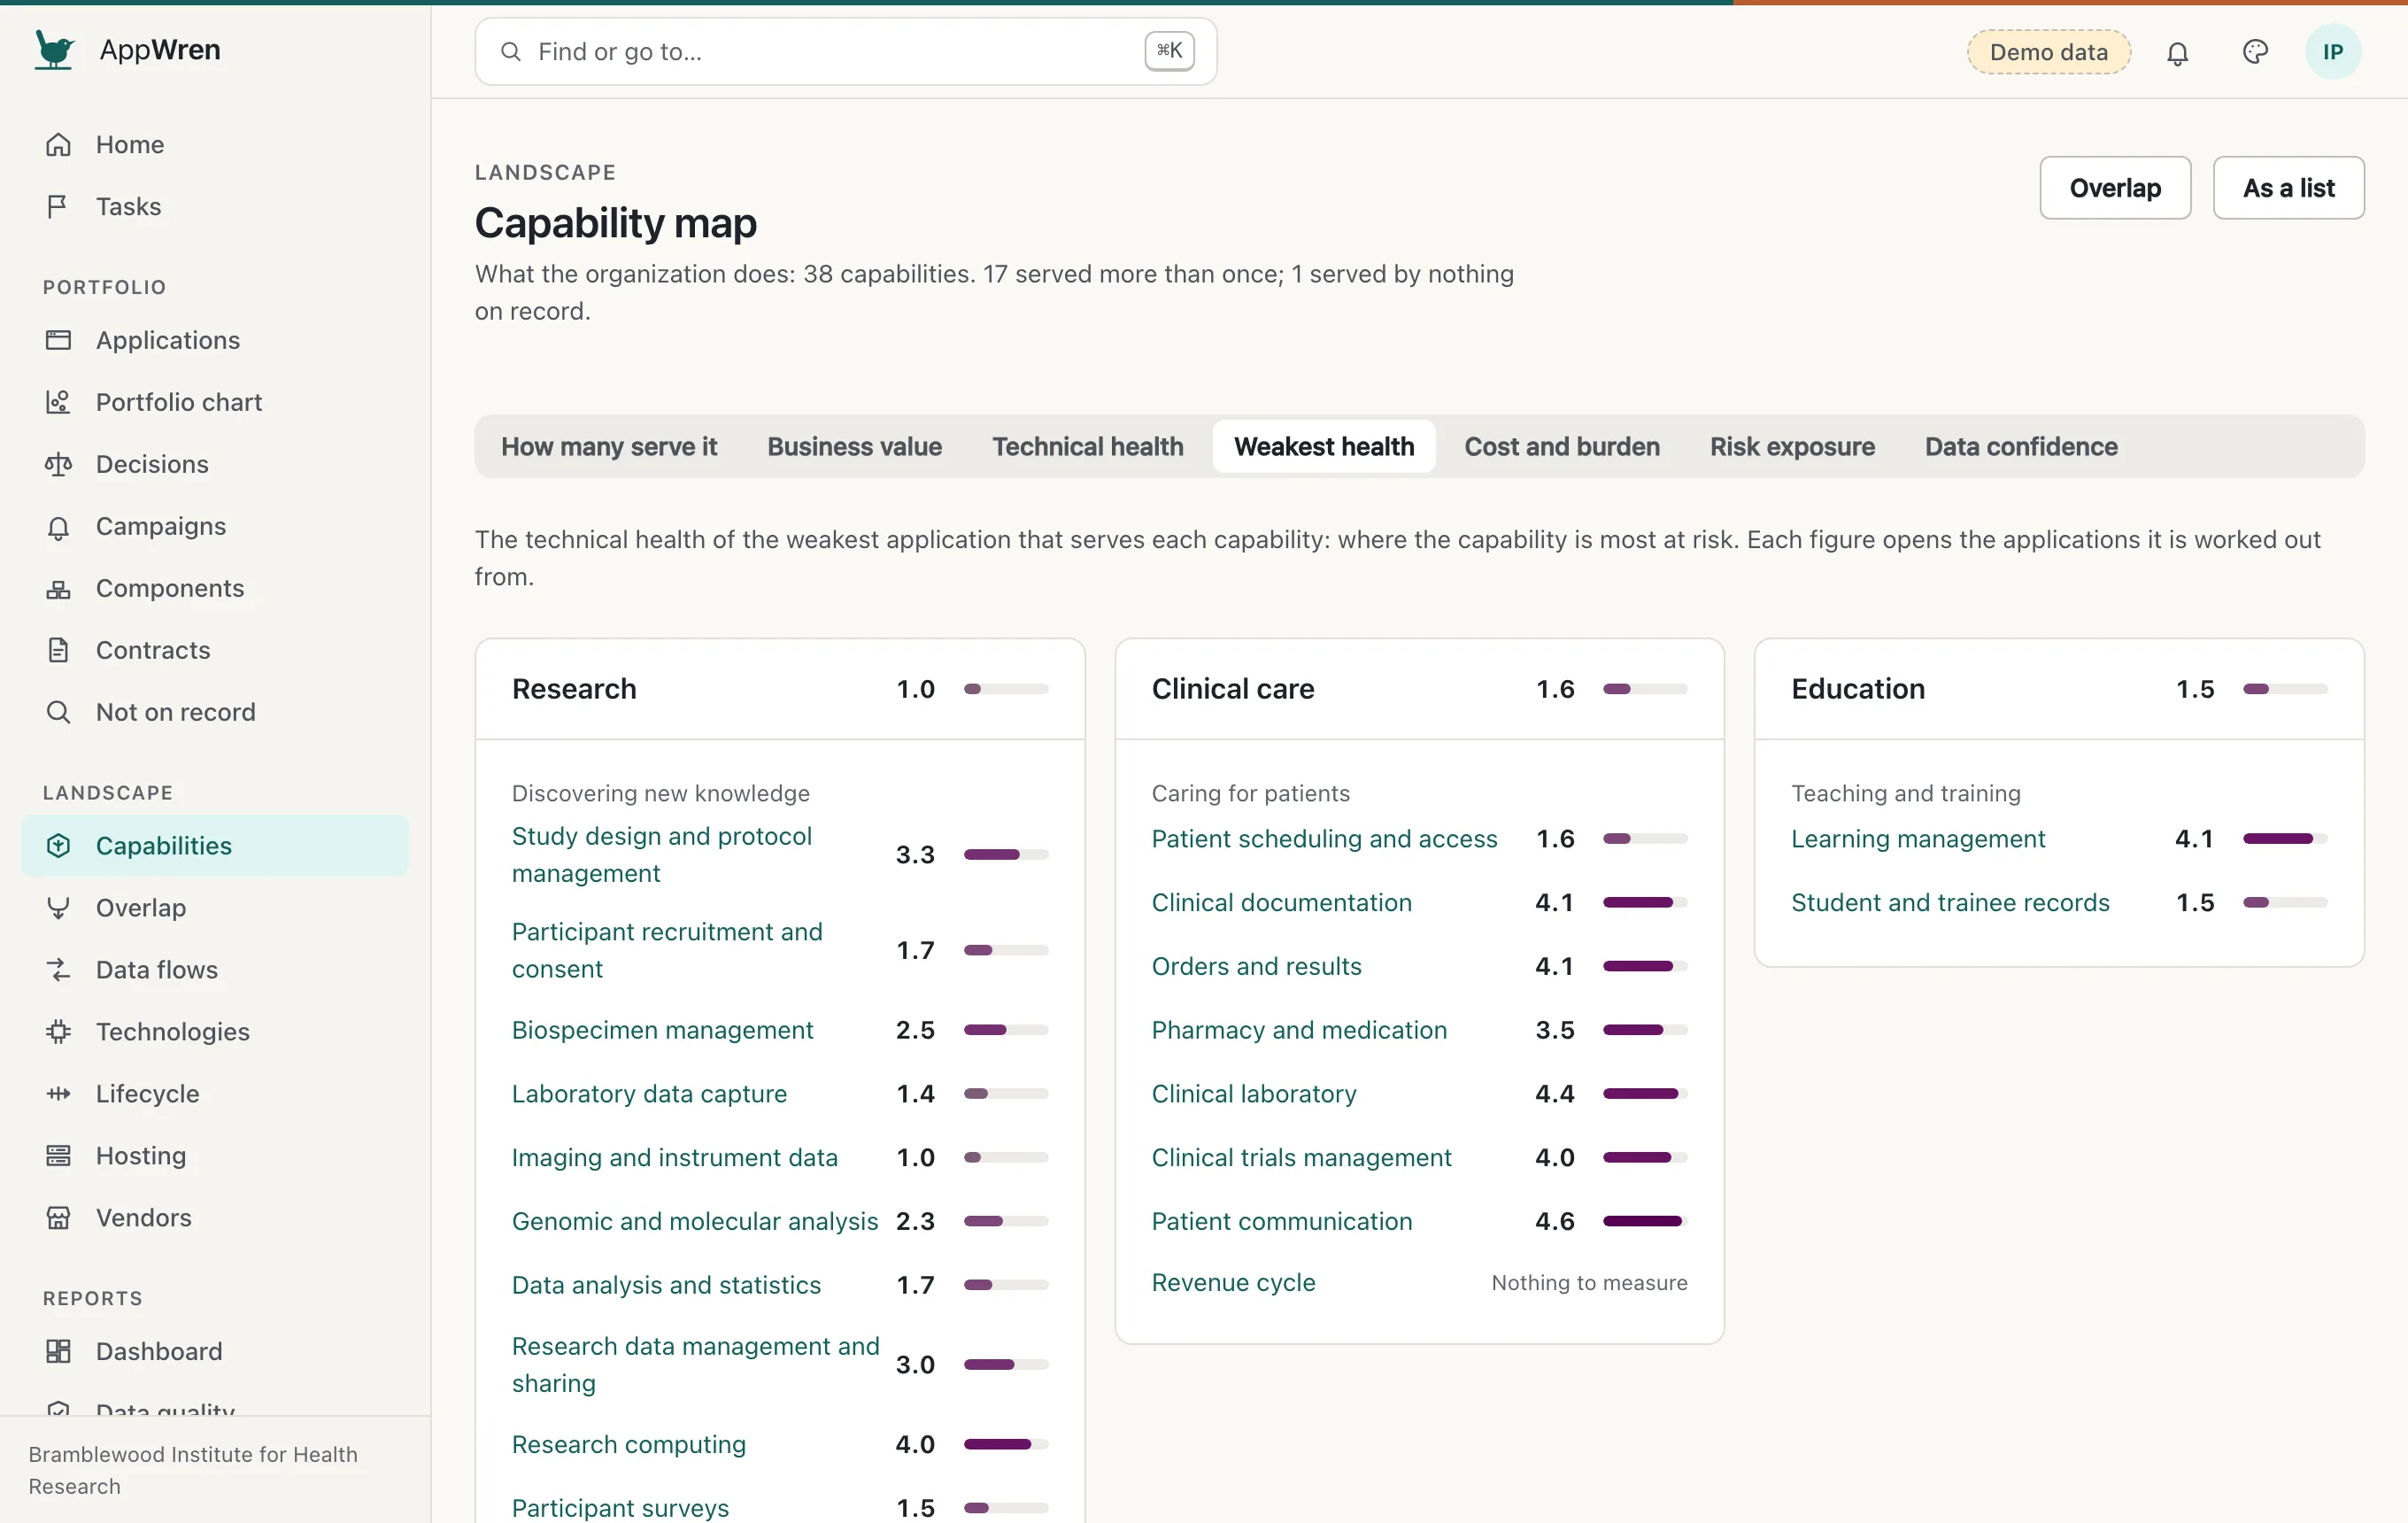 AppWren
Find or go to...
⌘K
Demo data
IP
Home
Tasks
PORTFOLIO
Applications
Portfolio chart
Decisions
Campaigns
Components
Contracts
Not on record
LANDSCAPE
Capabilities
Overlap
Data flows
Technologies
Lifecycle
Hosting
Vendors
REPORTS
Dashboard
Data quality
Bramblewood Institute for Health
Research
LANDSCAPE
Capability map
What the organization does: 38 capabilities. 17 served more than once; 1 served by nothing
on record.
Overlap
As a list
How many serve it
Business value
Technical health
Weakest health
Cost and burden
Risk exposure
Data confidence
The technical health of the weakest application that serves each capability: where the capability is most at risk. Each figure opens the applications it is worked out
from.
Research 1.0
Discovering new knowledge
Study design and protocol
management 3.3
Participant recruitment and
consent 1.7
Biospecimen management 2.5
Laboratory data capture 1.4
Imaging and instrument data 1.0
Genomic and molecular analysis 2.3
Data analysis and statistics 1.7
Research data management and
sharing 3.0
Research computing 4.0
Participant surveys 1.5
Clinical care 1.6
Caring for patients
Patient scheduling and access 1.6
Clinical documentation 4.1
Orders and results 4.1
Pharmacy and medication 3.5
Clinical laboratory 4.4
Clinical trials management 4.0
Patient communication 4.6
Revenue cycle Nothing to measure
Education 1.5
Teaching and training
Learning management 4.1
Student and trainee records 1.5